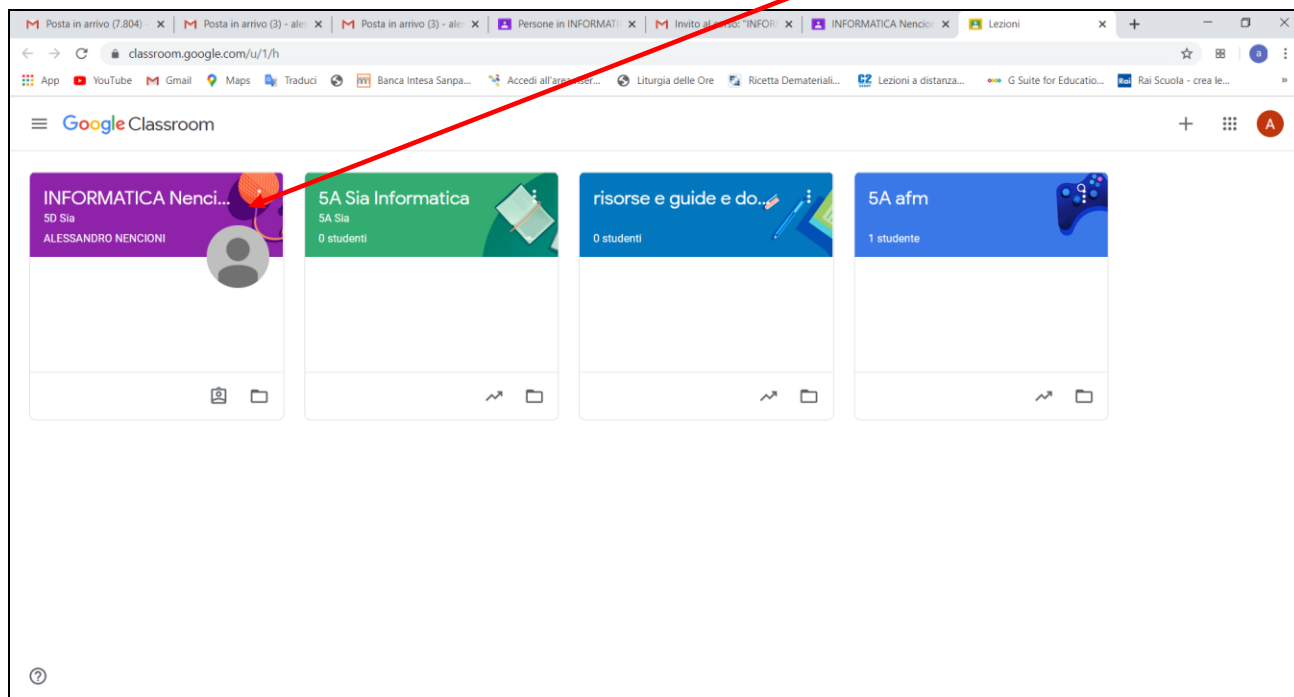 Posta in arrivo (7.804) -
Posta in arrivo (3) - ale
Posta in arrivo (3) - ale
Persone in INFORMATI
Invito al corso: "INFOR
INFORMATICA Nencion
Lezioni
classroom.google.com/u/1/h
a
App
YouTube
Gmail
Maps
Traduci
Banca Intesa Sanpa...
Accedi all'area
Liturgia delle Ore
Ricetta Demateriali...
Lezioni a distanza...
G Suite for Educatio...
Rai
Rai Scuola - crea le...
Google Classroom
A
INFORMATICA Nenci...
5D Sia
ALESSANDRO NENCIONI
5A Sia Informatica
5A Sia
0 studenti
risorse e guide e do...
0 studenti
5A afm
1 studente